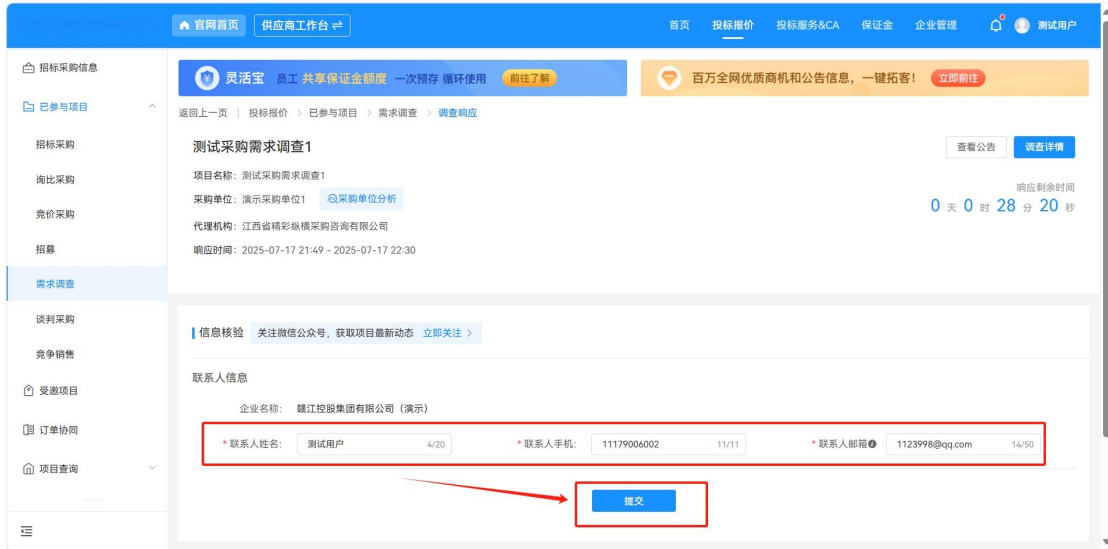 官网首页 供应商工作台 首页 投标报价 投标服务&CA 保证金 企业管理 测试用户
招标采购信息
已参与项目
招标采购
询比采购
竞价采购
招募
需求调查
谈判采购
竞争销售
受邀项目
订单协同
项目查询
灵活宝 员工 共享保证金额度 一次预存 循环使用 前往了解
百万全网优质商机和公告信息，一键拓客！ 立即前往
返回上一页 | 投标报价 > 已参与项目 > 需求调查 > 调查响应
测试采购需求调查1 查看公告 调查详情
项目名称：测试采购需求调查1
采购单位：演示采购单位1 采购单位分析
代理机构：江西省精彩纵横采购咨询有限公司
响应时间：2025-07-17 21:49 - 2025-07-17 22:30
响应剩余时间
0 天 0 时 28 分 20 秒
信息核验 关注微信公众号，获取项目最新动态 立即关注 >
联系人信息
企业名称： 赣江控股集团有限公司（演示）
* 联系人姓名： 测试用户 4/20 * 联系人手机： 11179006002 11/11 * 联系人邮箱 1123998@qq.com 14/50
提交